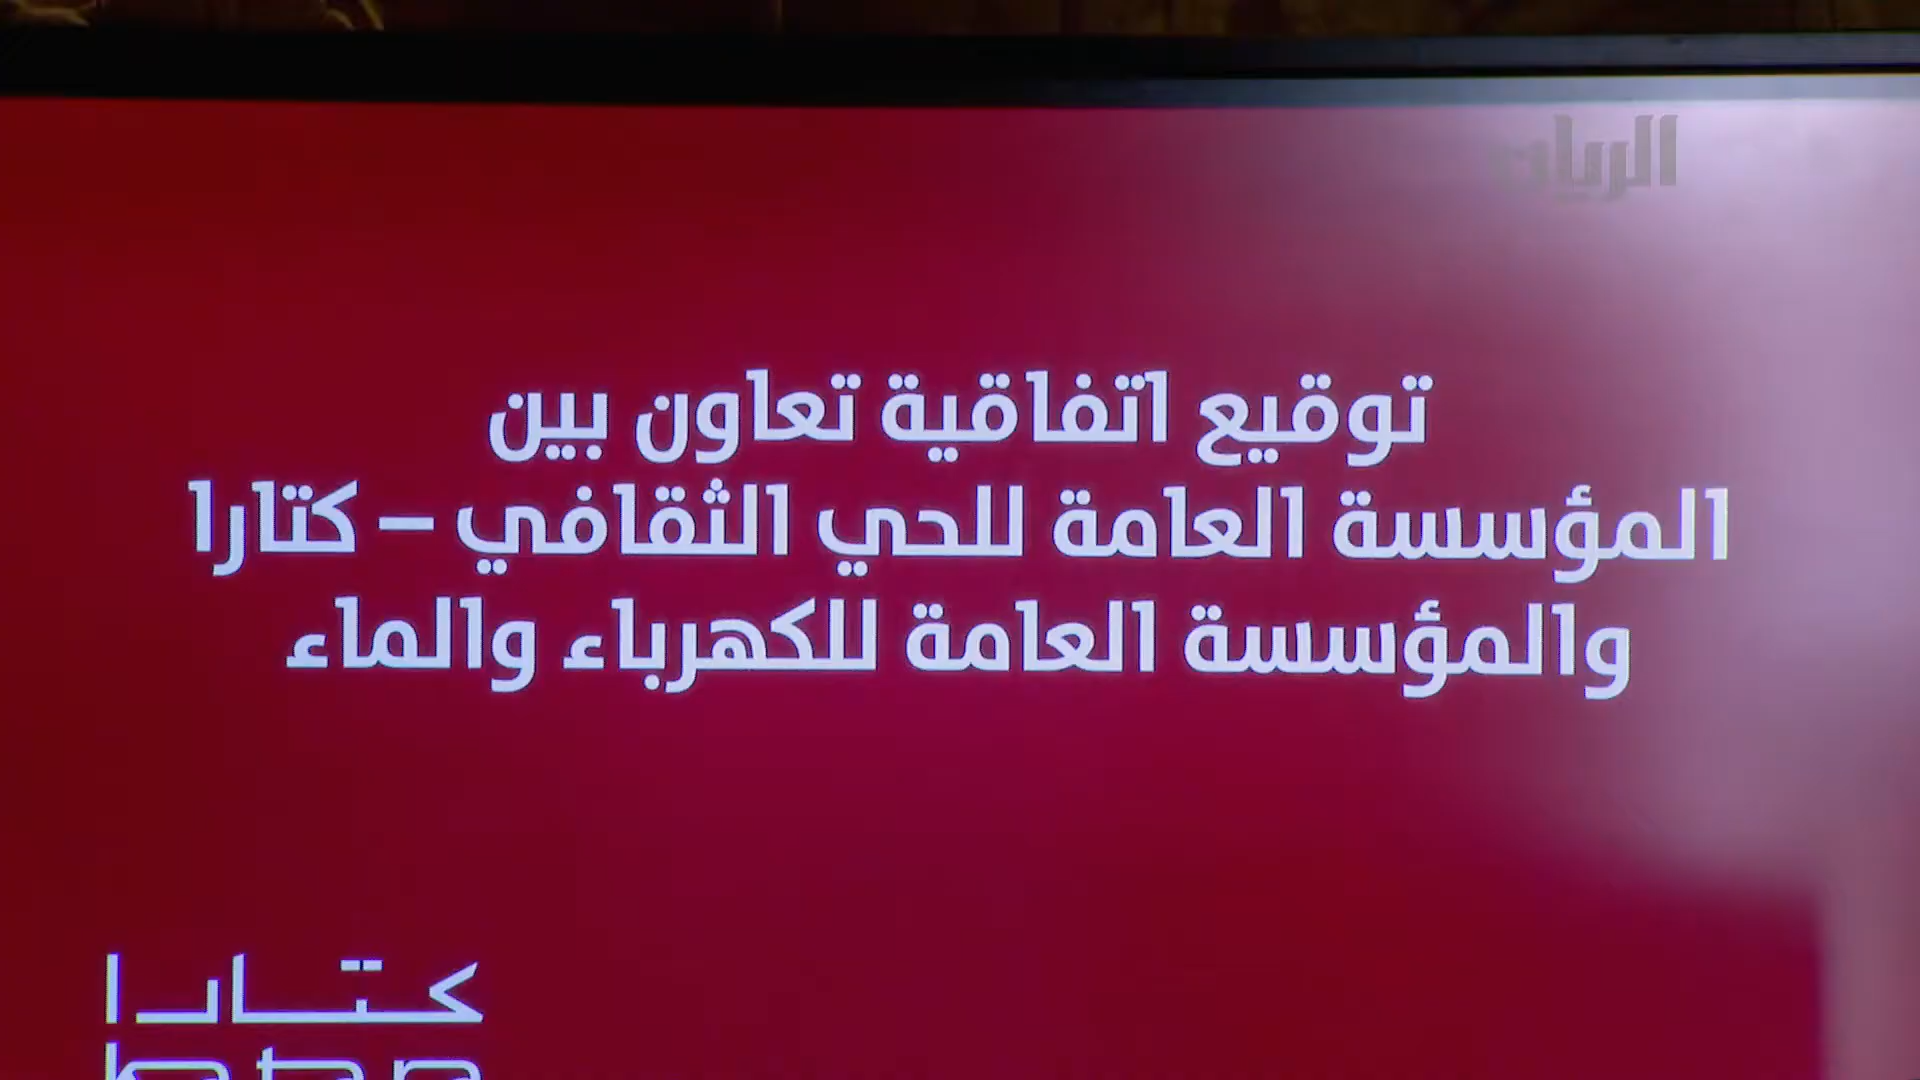 الريان
توقيع اتفاقية تعاون بين
المؤسسة العامة للحي الثقافي – كتارا
والمؤسسة العامة للكهرباء والماء
كتارا